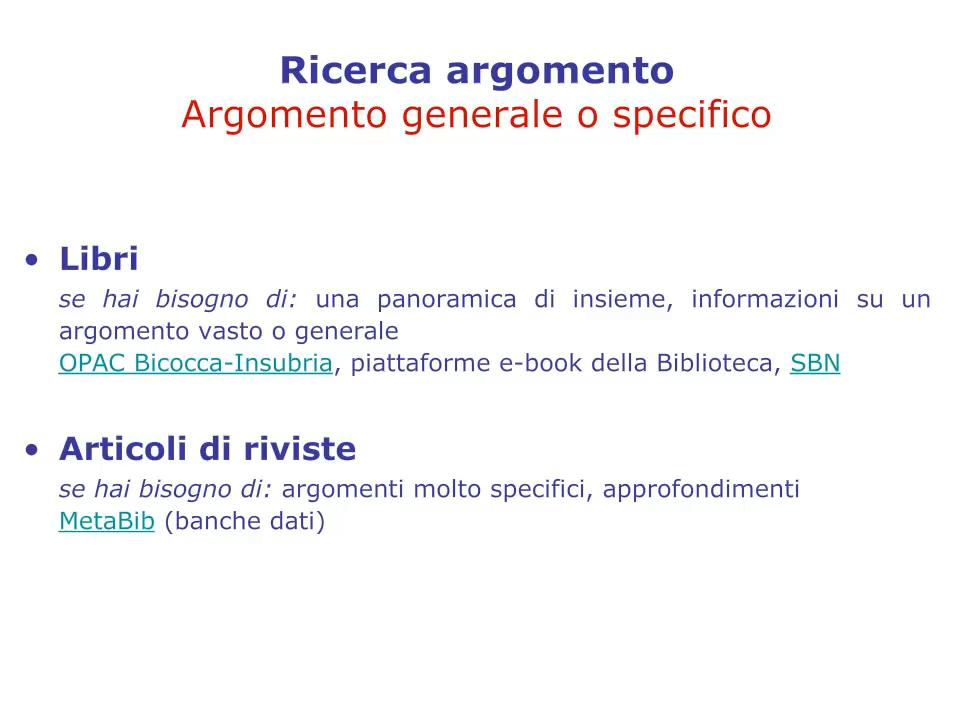 Ricerca argomento
Argomento generale o specifico
• Libri
se hai bisogno di: una panoramica di insieme, informazioni su un
argomento vasto o generale
OPAC Bicocca-Insubria, piattaforme e-book della Biblioteca, SBN
• Articoli di riviste
se hai bisogno di: argomenti molto specifici, approfondimenti
MetaBib (banche dati)